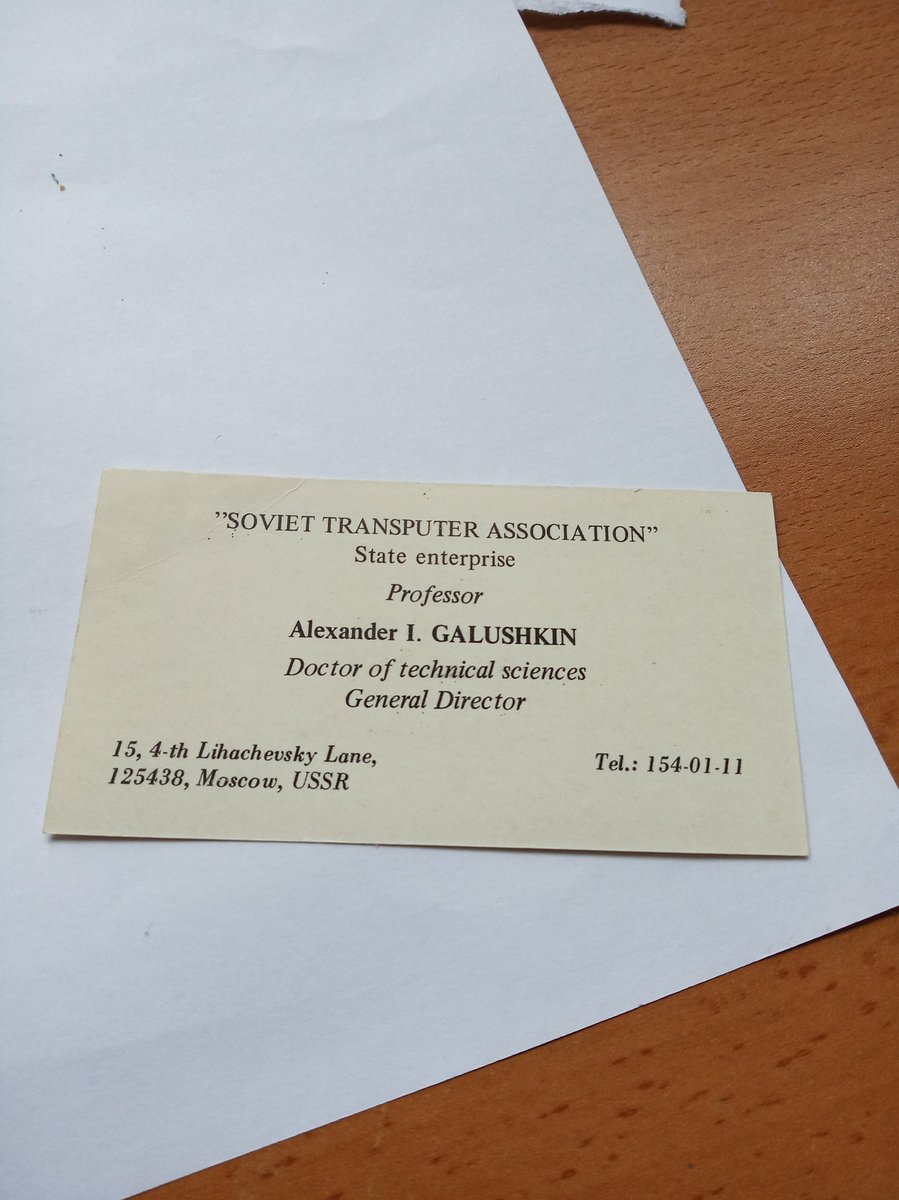 ”SOVIET TRANSPUTER ASSOCIATION”
State enterprise
Professor
Alexander I. GALUSHKIN
Doctor of technical sciences
General Director
15, 4-th Lihachevsky Lane,
125438, Moscow, USSR
Tel.: 154-01-11